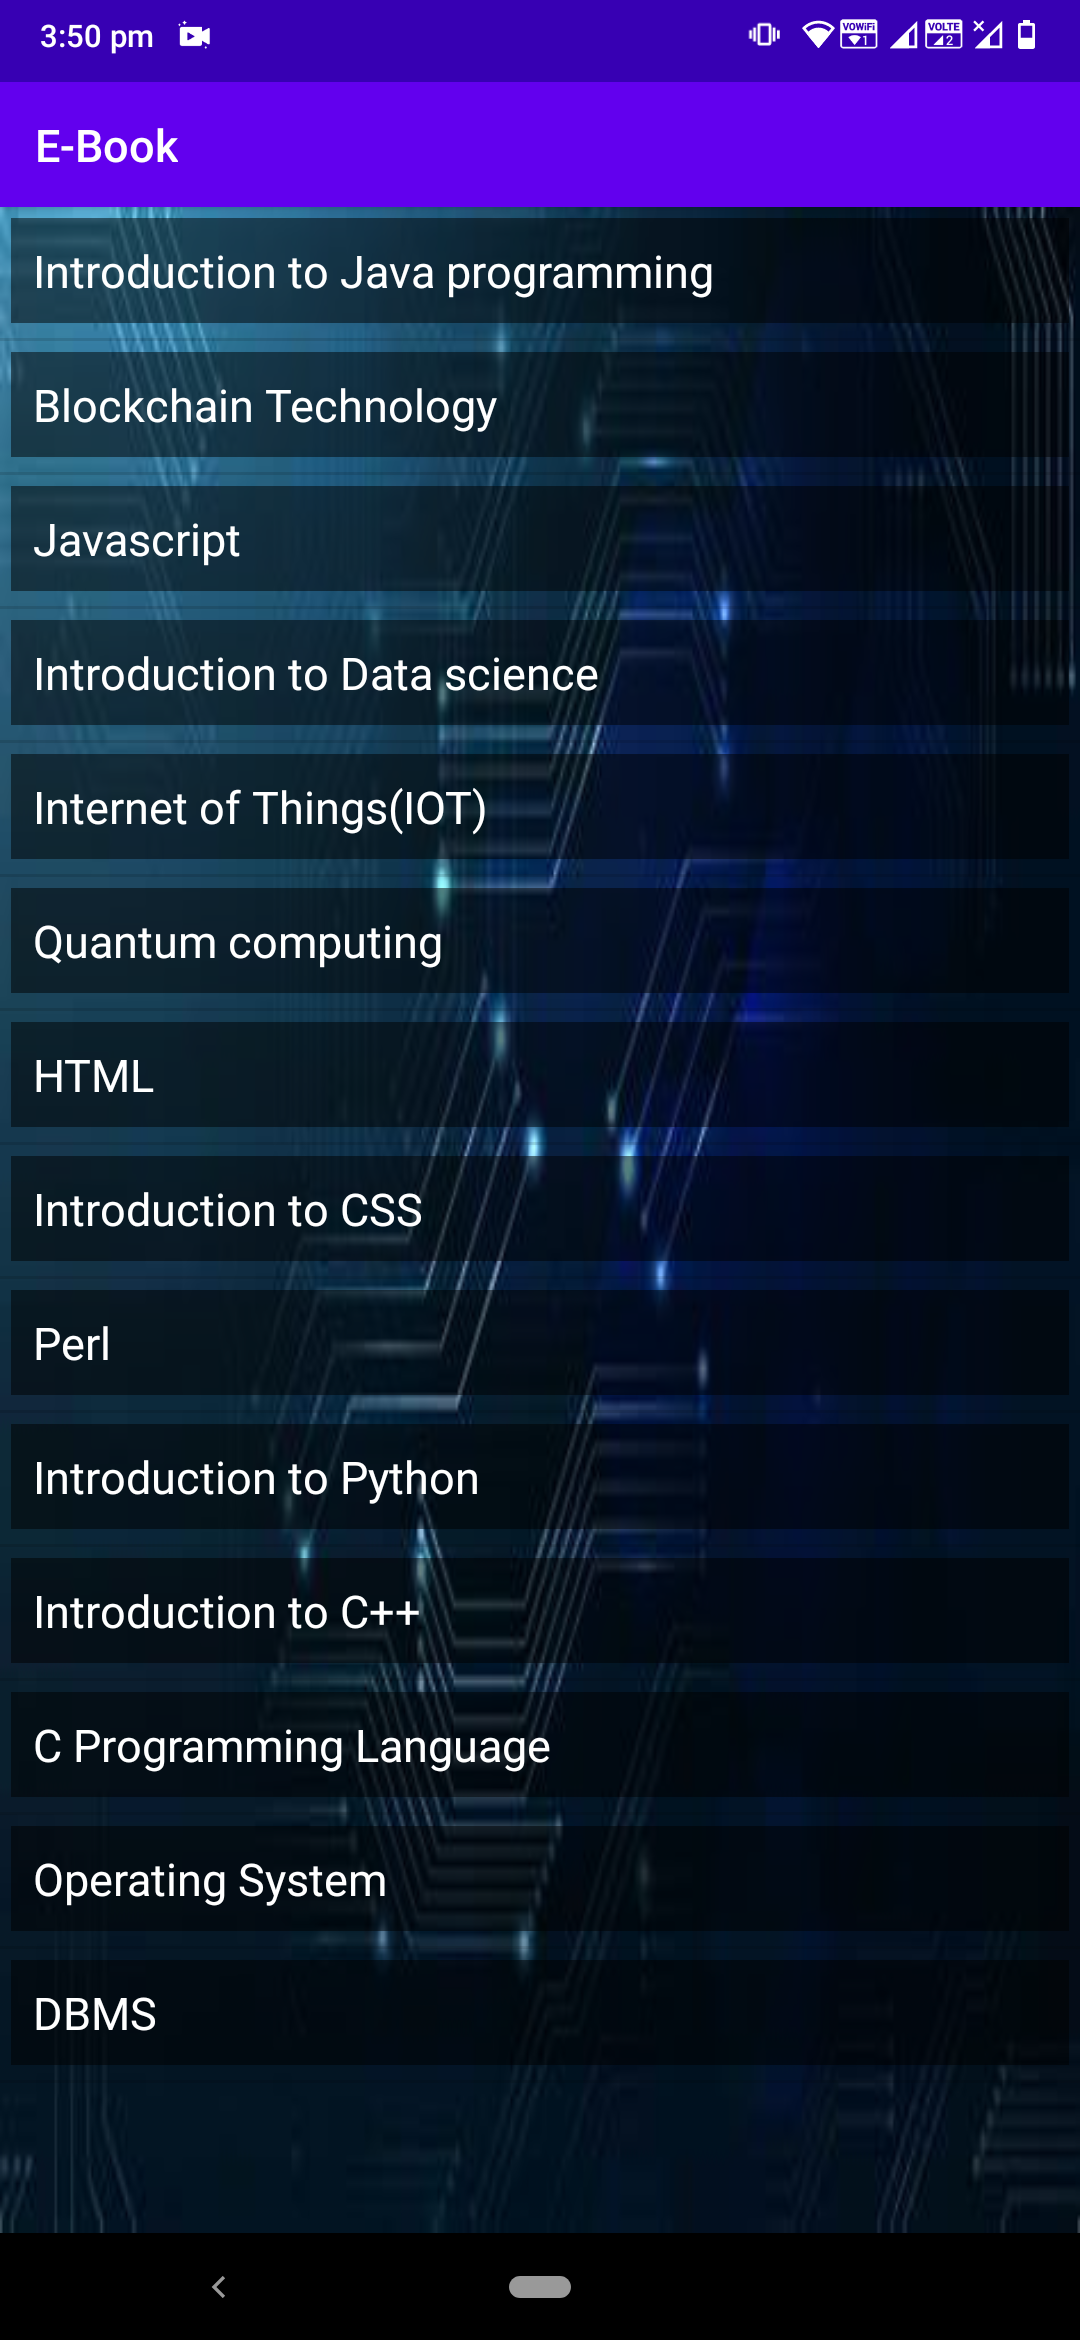 3:50 pm
VOWiFi 1
VOLTE 2
E-Book
Introduction to Java programming
Blockchain Technology
Javascript
Introduction to Data science
Internet of Things(IOT)
Quantum computing
HTML
Introduction to CSS
Perl
Introduction to Python
Introduction to C++
C Programming Language
Operating System
DBMS